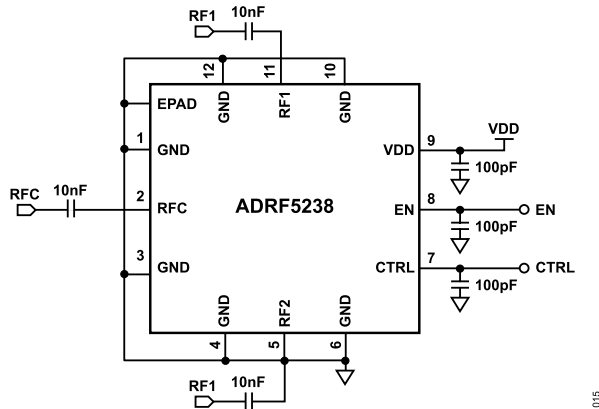 RF1
10nF
12
GND
11
RF1
10
GND
EPAD
1
GND
9
VDD
VDD
100pF
RFC
10nF
2
RFC
ADRF5238
8
EN
EN
100pF
3
GND
7
CTRL
CTRL
100pF
GND
4
RF2
5
GND
6
RF1
10nF
015